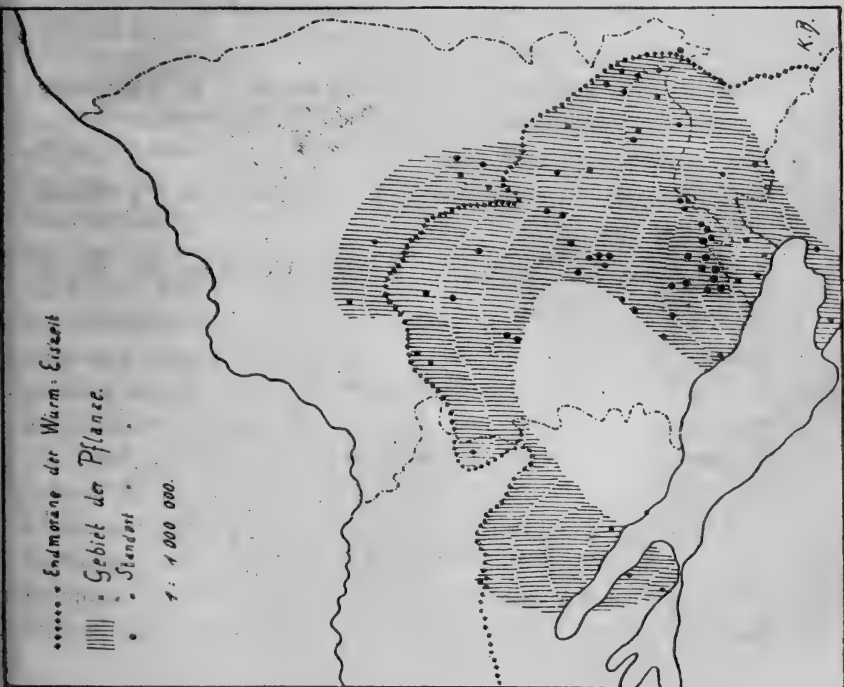 •••••• = Endmoräne der Würm-Eiszeit
= Gebiet der Pflanze.
• = Standort " "
1 : 1 000 000.
K. B.